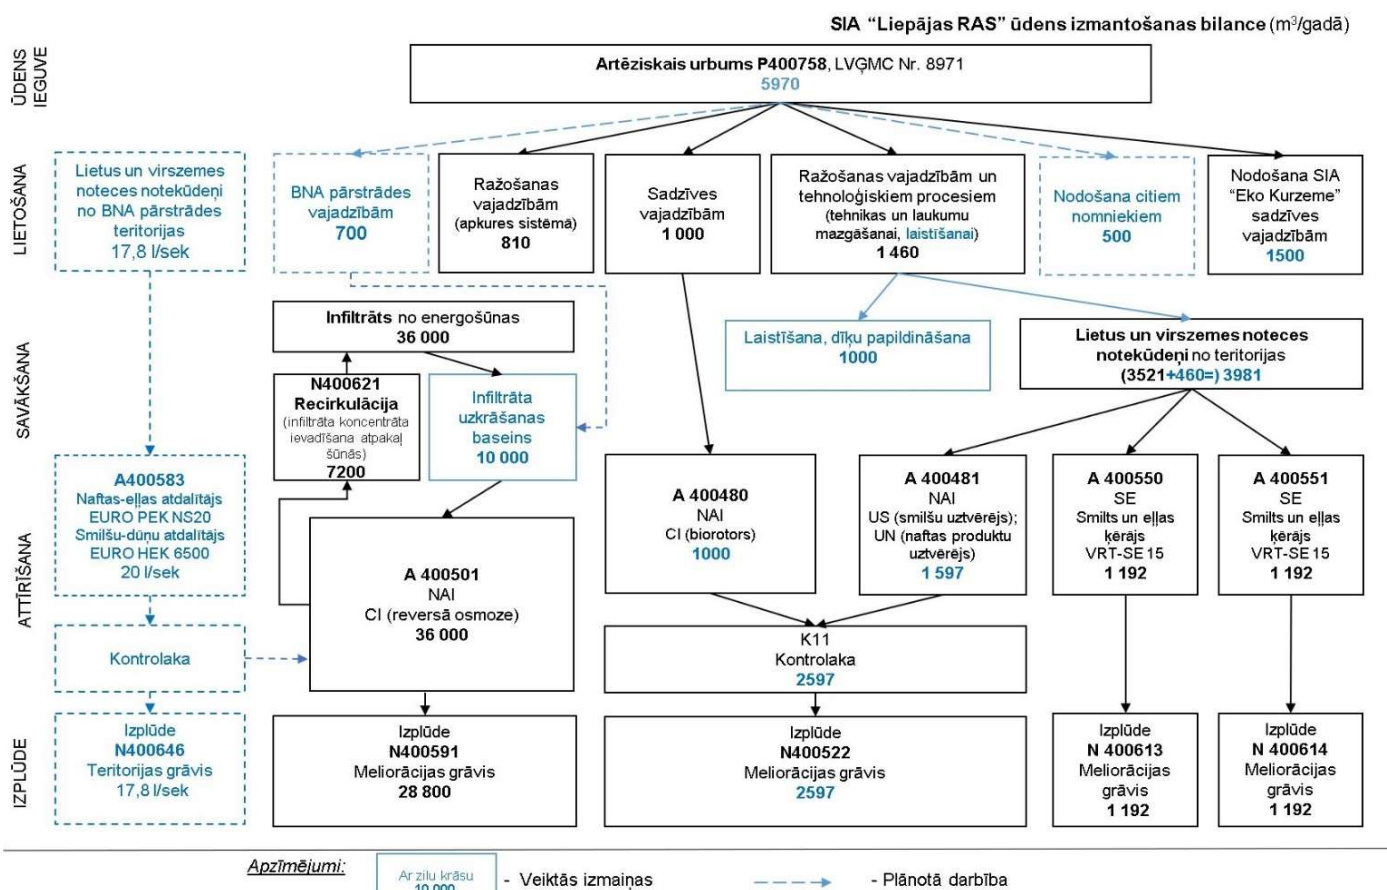 SIA “Liepājas RAS” ūdens izmantošanas bilance (m³/gadā)
ŪDENS
IEGUVE
Artēziskais urbums P400758, LVĢMC Nr. 8971
5970
LIETOŠANA
Lietus un virszemes
noteces notekūdeņi
no BNA pārstrādes
teritorijas
17,8 l/sek
BNA pārstrādes
vajadzībām
700
Ražošanas
vajadzībām
(apkures sistēmā)
810
Sadzīves
vajadzībām
1 000
Ražošanas vajadzībām un
tehnoloģiskiem procesiem
(tehnikas un laukumu
mazgāšanai, laistīšanai)
1 460
Nodošana citiem
nomniekiem
500
Nodošana SIA
“Eko Kurzeme”
sadzīves
vajadzībām
1500
SAVĀKŠANA
Infiltrāts no energošūnas
36 000
N400621
Recirkulācija
(infiltrāta koncentrāta
ievadīšana atpakaļ
šūnās)
7200
Infiltrāta
uzkrāšanas
baseins
10 000
Laistīšana, dīķu papildināšana
1000
Lietus un virszemes noteces
notekūdeņi no teritorijas
(3521+460=) 3981
ATTĪRĪŠANA
A400583
Naftas-eļļas atdalītājs
EURO PEK NS20
Smilšu-dūņu atdalītājs
EURO HEK 6500
20 l/sek
Kontrolaka
A 400501
NAI
CI (reversā osmoze)
36 000
A 400480
NAI
CI (biorotors)
1000
A 400481
NAI
US (smilšu uztvērējs);
UN (naftas produktu
uztvērējs)
1 597
A 400550
SE
Smilts un eļļas
ķērājs
VRT-SE 15
1 192
A 400551
SE
Smilts un eļļas
ķērājs
VRT-SE 15
1 192
K11
Kontrolaka
2597
IZPLŪDE
Izplūde
N400646
Teritorijas grāvis
17,8 l/sek
Izplūde
N400591
Meliorācijas grāvis
28 800
Izplūde
N400522
Meliorācijas grāvis
2597
Izplūde
N 400613
Meliorācijas
grāvis
1 192
Izplūde
N 400614
Meliorācijas
grāvis
1 192
Apzīmējumi:
Ar zilu krāsu
10 000
- Veiktās izmaiņas
- Plānotā darbība